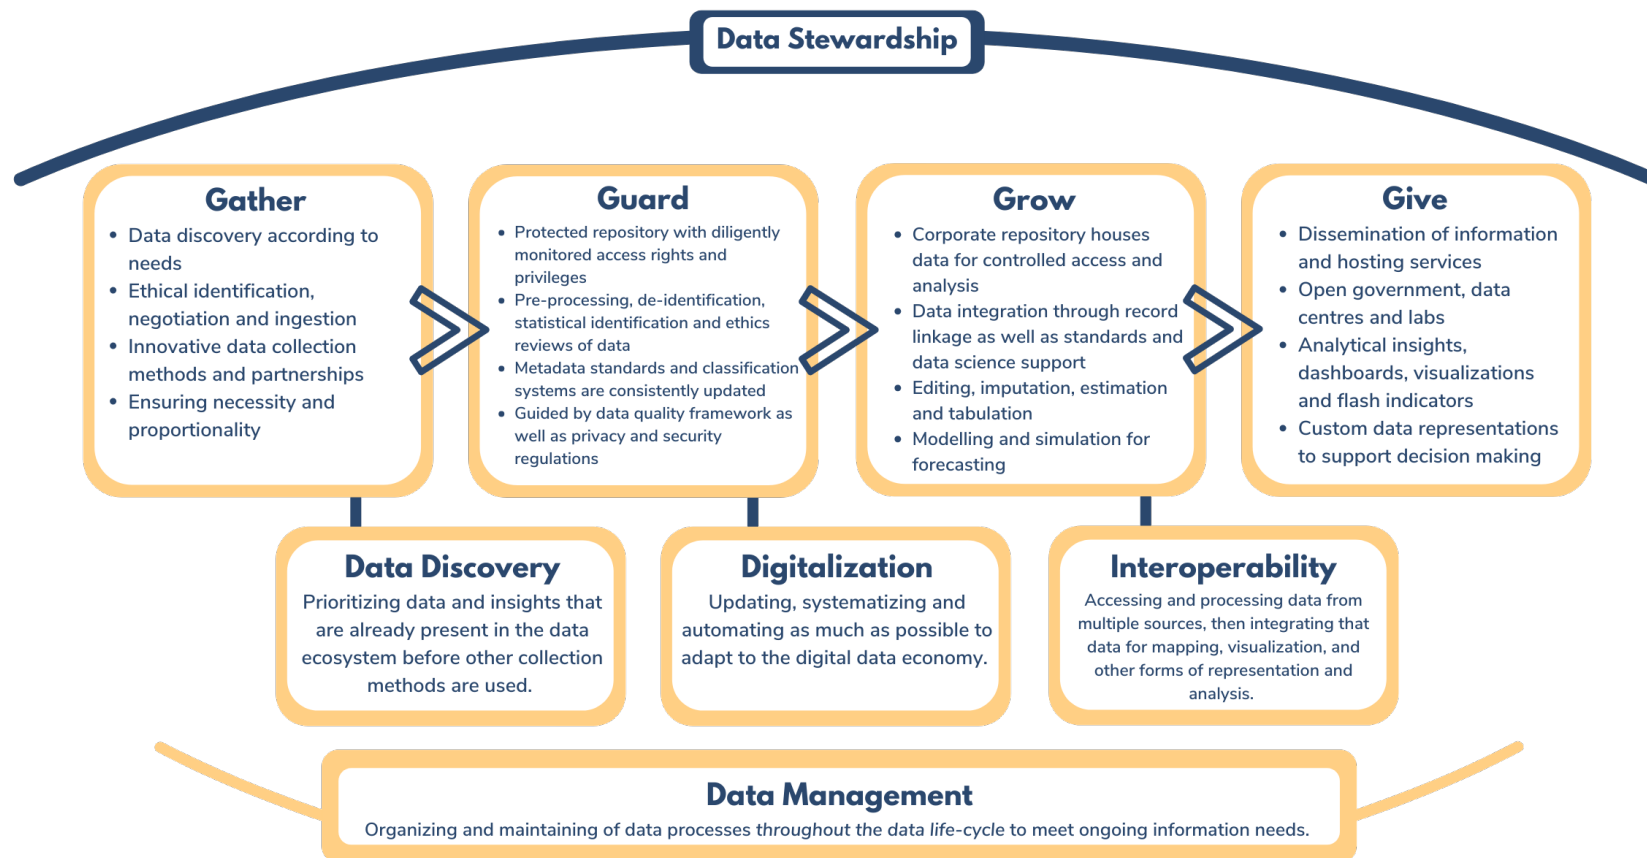 Data Stewardship
Gather
• Data discovery according to
needs
• Ethical identification,
negotiation and ingestion
• Innovative data collection
methods and partnerships
• Ensuring necessity and
proportionality
Guard
• Protected repository with diligently
monitored access rights and
privileges
• Pre-processing, de-identification,
statistical identification and ethics
reviews of data
• Metadata standards and classification
systems are consistently updated
• Guided by data quality framework as
well as privacy and security
regulations
Grow
• Corporate repository houses
data for controlled access and
analysis
• Data integration through record
linkage as well as standards and
data science support
• Editing, imputation, estimation
and tabulation
• Modelling and simulation for
forecasting
Give
• Dissemination of information
and hosting services
• Open government, data
centres and labs
• Analytical insights,
dashboards, visualizations
and flash indicators
• Custom data representations
to support decision making
Data Discovery
Prioritizing data and insights that
are already present in the data
ecosystem before other collection
methods are used.
Digitalization
Updating, systematizing and
automating as much as possible to
adapt to the digital data economy.
Interoperability
Accessing and processing data from
multiple sources, then integrating that
data for mapping, visualization, and
other forms of representation and
analysis.
Data Management
Organizing and maintaining of data processes throughout the data life-cycle to meet ongoing information needs.